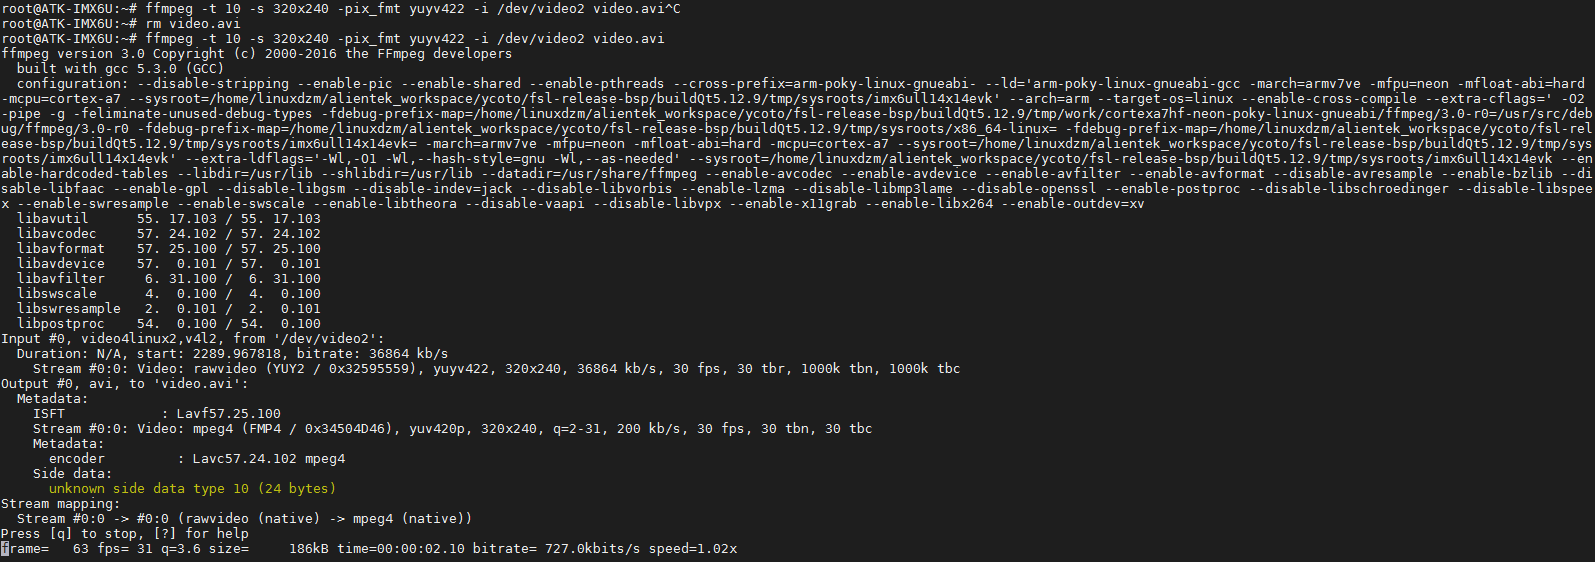 root@ATK-IMX6U:~# ffmpeg -t 10 -s 320x240 -pix_fmt yuyv422 -i /dev/video2 video.avi^C
root@ATK-IMX6U:~# rm video.avi
root@ATK-IMX6U:~# ffmpeg -t 10 -s 320x240 -pix_fmt yuyv422 -i /dev/video2 video.avi
ffmpeg version 3.0 Copyright (c) 2000-2016 the FFmpeg developers
  built with gcc 5.3.0 (GCC)
  configuration: --disable-stripping --enable-pic --enable-shared --enable-pthreads --cross-prefix=arm-poky-linux-gnueabi- --ld='arm-poky-linux-gnueabi-gcc -march=armv7ve -mfpu=neon -mfloat-abi=hard
-mcpu=cortex-a7 --sysroot=/home/linuxdzm/alientek_workspace/ycoto/fsl-release-bsp/buildQt5.12.9/tmp/sysroots/imx6ull14x14evk' --arch=arm --target-os=linux --enable-cross-compile --extra-cflags=' -O2
-pipe -g -feliminate-unused-debug-types -fdebug-prefix-map=/home/linuxdzm/alientek_workspace/ycoto/fsl-release-bsp/buildQt5.12.9/tmp/work/cortexa7hf-neon-poky-linux-gnueabi/ffmpeg/3.0-r0=/usr/src/deb
ug/ffmpeg/3.0-r0 -fdebug-prefix-map=/home/linuxdzm/alientek_workspace/ycoto/fsl-release-bsp/buildQt5.12.9/tmp/sysroots/x86_64-linux= -fdebug-prefix-map=/home/linuxdzm/alientek_workspace/ycoto/fsl-rel
ease-bsp/buildQt5.12.9/tmp/sysroots/imx6ull14x14evk= -march=armv7ve -mfpu=neon -mfloat-abi=hard -mcpu=cortex-a7 --sysroot=/home/linuxdzm/alientek_workspace/ycoto/fsl-release-bsp/buildQt5.12.9/tmp/sys
roots/imx6ull14x14evk' --extra-ldflags='-Wl,-O1 -Wl,--hash-style=gnu -Wl,--as-needed' --sysroot=/home/linuxdzm/alientek_workspace/ycoto/fsl-release-bsp/buildQt5.12.9/tmp/sysroots/imx6ull14x14evk --en
able-hardcoded-tables --libdir=/usr/lib --shlibdir=/usr/lib --datadir=/usr/share/ffmpeg --enable-avcodec --enable-avdevice --enable-avfilter --enable-avformat --disable-avresample --enable-bzlib --di
sable-libfaac --enable-gpl --disable-libgsm --disable-indev=jack --disable-libvorbis --enable-lzma --disable-libmp3lame --disable-openssl --enable-postproc --disable-libschroedinger --disable-libspee
x --enable-swresample --enable-swscale --enable-libtheora --disable-vaapi --disable-libvpx --enable-x11grab --enable-libx264 --enable-outdev=xv
  libavutil      55. 17.103 / 55. 17.103
  libavcodec     57. 24.102 / 57. 24.102
  libavformat    57. 25.100 / 57. 25.100
  libavdevice    57.  0.101 / 57.  0.101
  libavfilter     6. 31.100 /  6. 31.100
  libswscale      4.  0.100 /  4.  0.100
  libswresample   2.  0.101 /  2.  0.101
  libpostproc    54.  0.100 / 54.  0.100
Input #0, video4linux2,v4l2, from '/dev/video2':
  Duration: N/A, start: 2289.967818, bitrate: 36864 kb/s
    Stream #0:0: Video: rawvideo (YUY2 / 0x32595559), yuyv422, 320x240, 36864 kb/s, 30 fps, 30 tbr, 1000k tbn, 1000k tbc
Output #0, avi, to 'video.avi':
  Metadata:
    ISFT            : Lavf57.25.100
    Stream #0:0: Video: mpeg4 (FMP4 / 0x34504D46), yuv420p, 320x240, q=2-31, 200 kb/s, 30 fps, 30 tbn, 30 tbc
    Metadata:
      encoder         : Lavc57.24.102 mpeg4
    Side data:
      unknown side data type 10 (24 bytes)
Stream mapping:
  Stream #0:0 -> #0:0 (rawvideo (native) -> mpeg4 (native))
Press [q] to stop, [?] for help
frame=   63 fps= 31 q=3.6 size=     186kB time=00:00:02.10 bitrate= 727.0kbits/s speed=1.02x